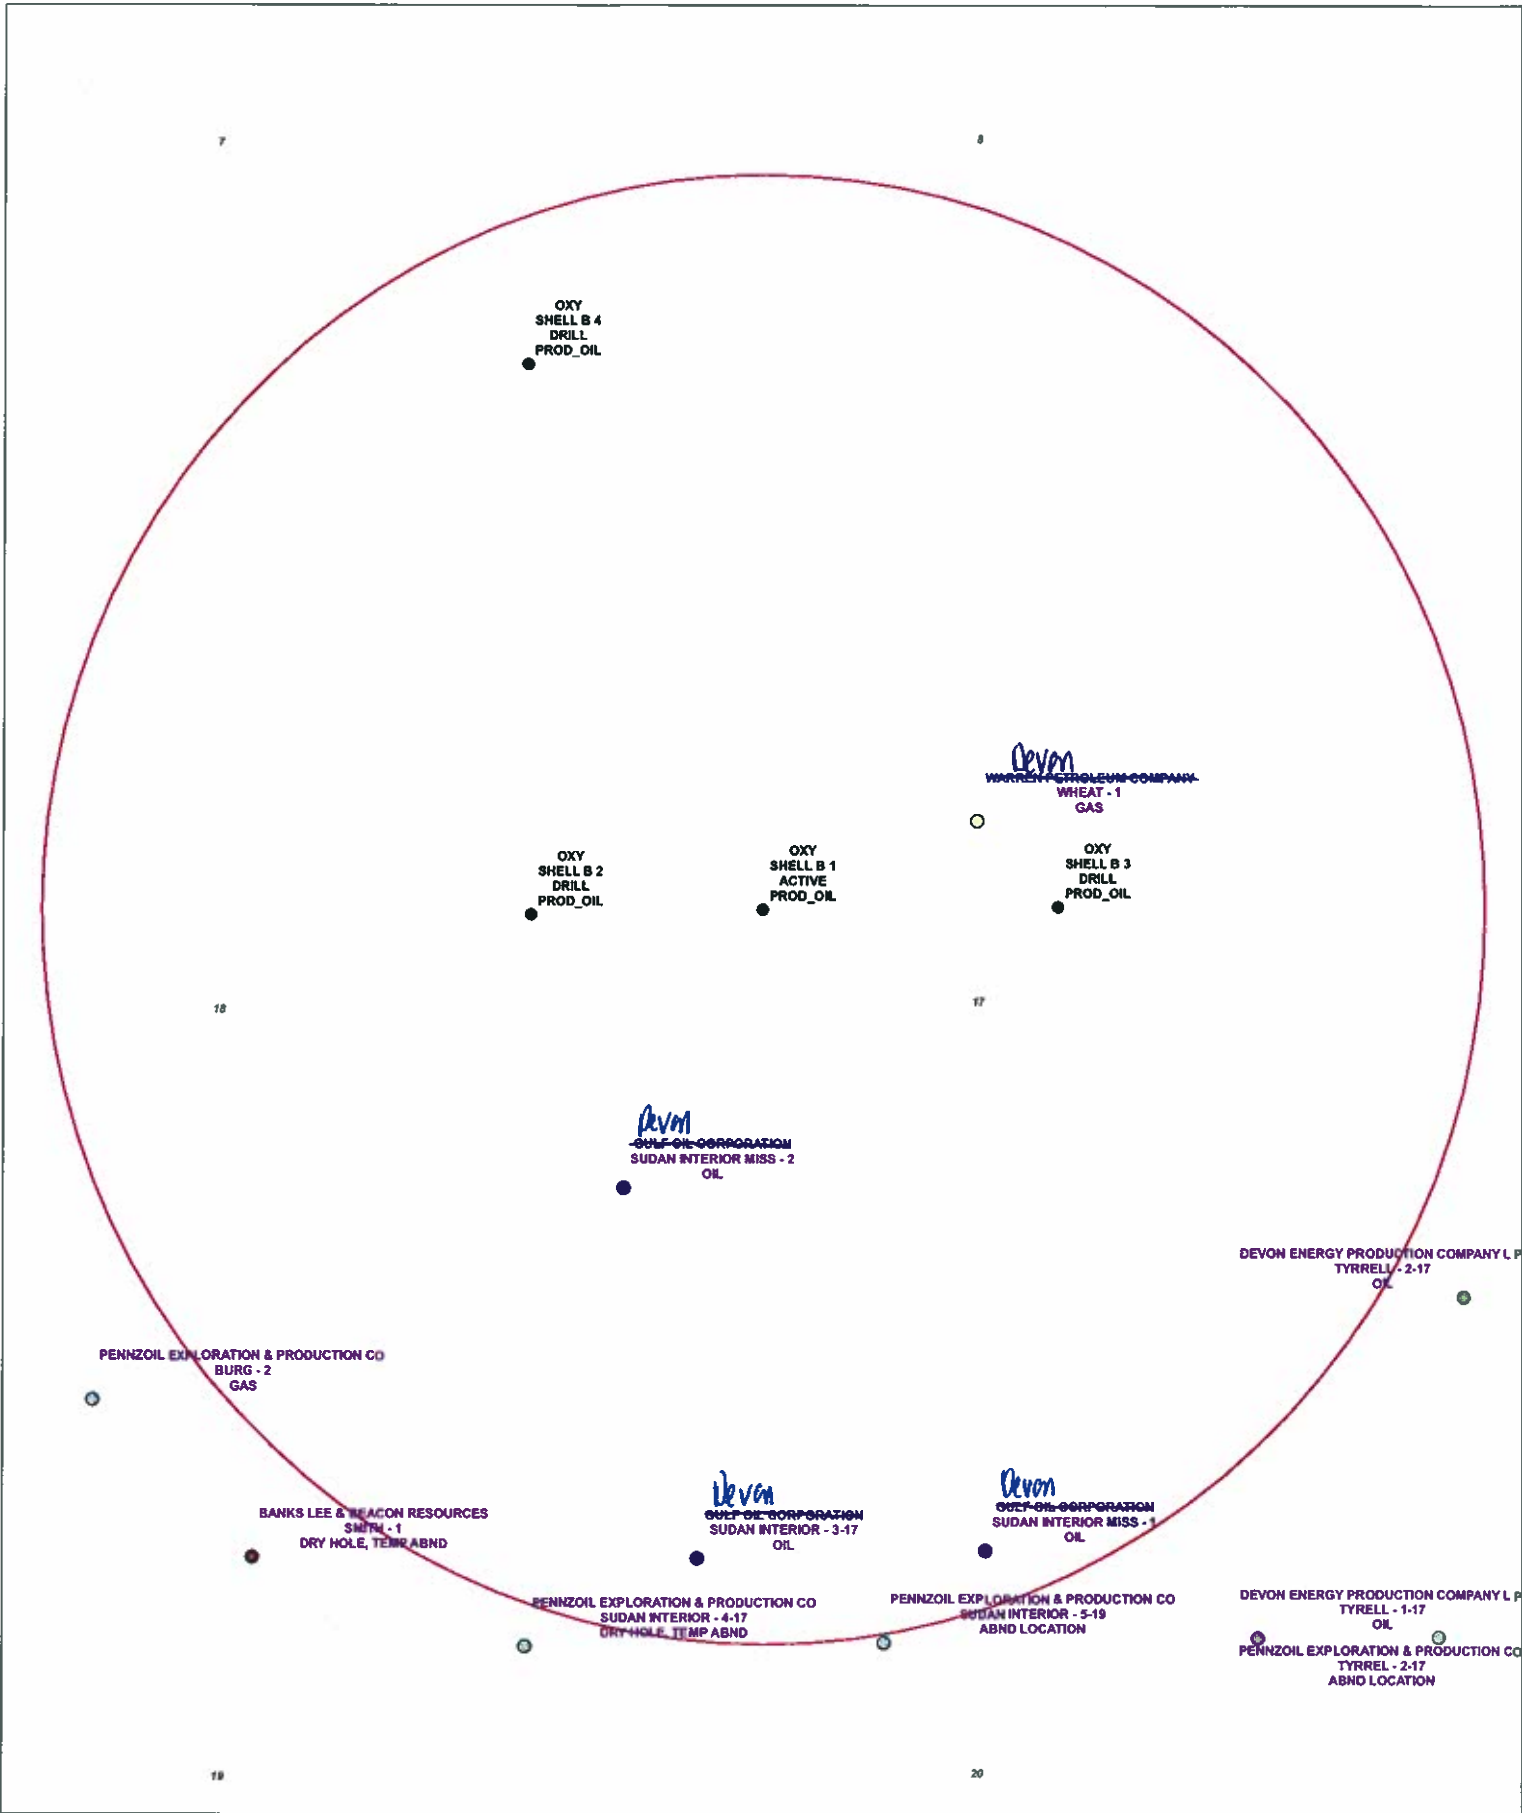 7
8
OXY
SHELL B 4
DRILL
PROD_OIL
Devon
WARREN PETROLEUM COMPANY
WHEAT - 1
GAS
OXY
SHELL B 2
DRILL
PROD_OIL
OXY
SHELL B 1
ACTIVE
PROD_OIL
OXY
SHELL B 3
DRILL
PROD_OIL
18
17
Devon
GULF OIL CORPORATION
SUDAN INTERIOR MISS - 2
OIL
DEVON ENERGY PRODUCTION COMPANY L P
TYRRELL - 2-17
OIL
PENNZOIL EXPLORATION & PRODUCTION CO
BURG - 2
GAS
BANKS LEE & BEACON RESOURCES
SMITH - 1
DRY HOLE, TEMP ABND
Devon
GULF OIL CORPORATION
SUDAN INTERIOR - 3-17
OIL
Devon
GULF OIL CORPORATION
SUDAN INTERIOR MISS - 1
OIL
PENNZOIL EXPLORATION & PRODUCTION CO
SUDAN INTERIOR - 4-17
DRY HOLE, TEMP ABND
PENNZOIL EXPLORATION & PRODUCTION CO
SUDAN INTERIOR - 5-19
ABND LOCATION
DEVON ENERGY PRODUCTION COMPANY L P
TYRELL - 1-17
OIL
PENNZOIL EXPLORATION & PRODUCTION CO
TYRREL - 2-17
ABND LOCATION
19
20